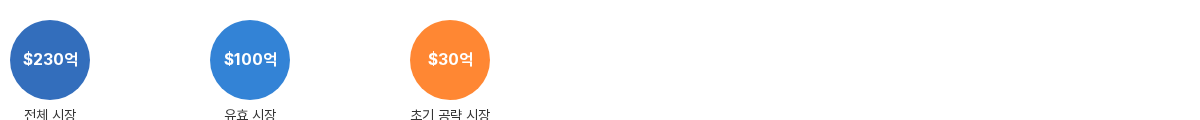 $230억
$100억
$30억
전체 시장
유효 시장
초기 공략 시장